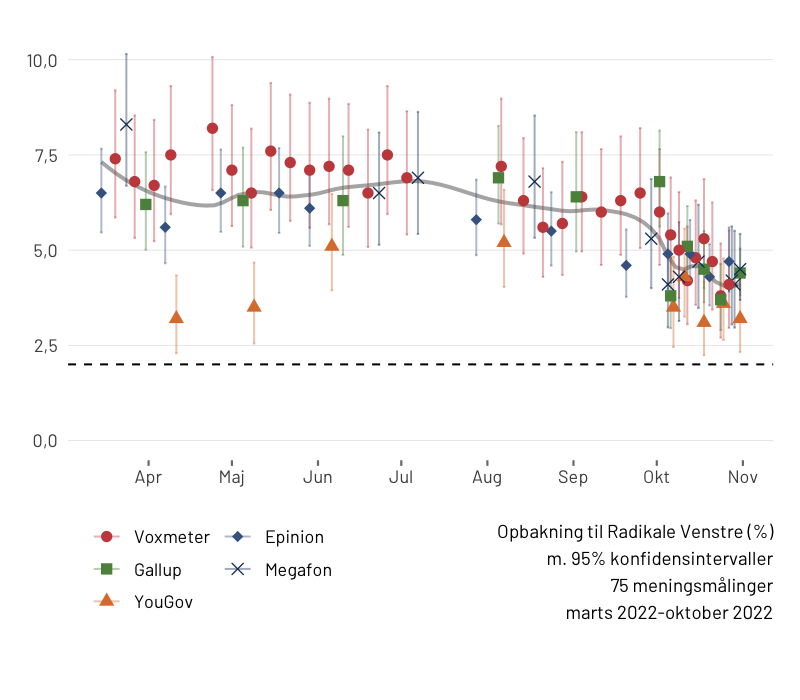 10,0
7,5
5,0
2,5
0,0
Apr Maj Jun Jul Aug Sep Okt Nov
Voxmeter Epinion
Gallup Megafon
YouGov
Opbakning til Radikale Venstre (%)
m. 95% konfidensintervaller
75 meningsmålinger
marts 2022-oktober 2022